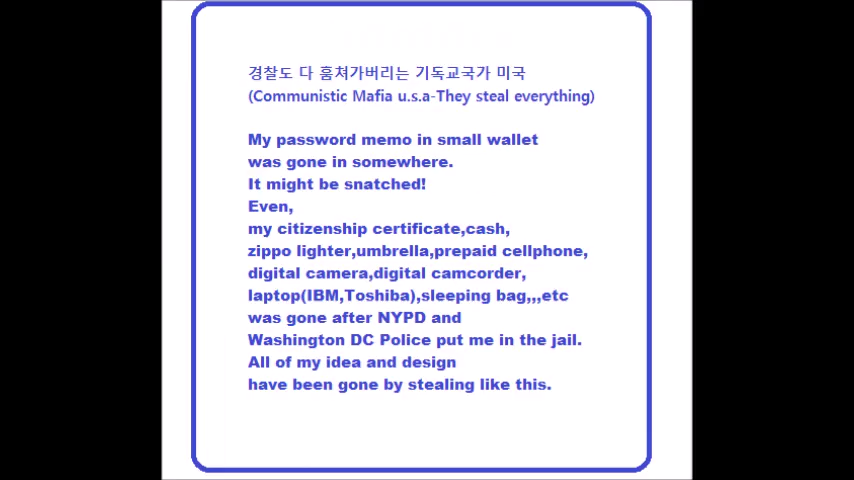 경찰도 다 훔쳐가버리는 기독교국가 미국
(Communistic Mafia u.s.a-They steal everything)
My password memo in small wallet
was gone in somewhere.
It might be snatched!
Even,
my citizenship certificate,cash,
zippo lighter,umbrella,prepaid cellphone,
digital camera,digital camcorder,
laptop(IBM,Toshiba),sleeping bag,,,etc
was gone after NYPD and
Washington DC Police put me in the jail.
All of my idea and design
have been gone by stealing like this.